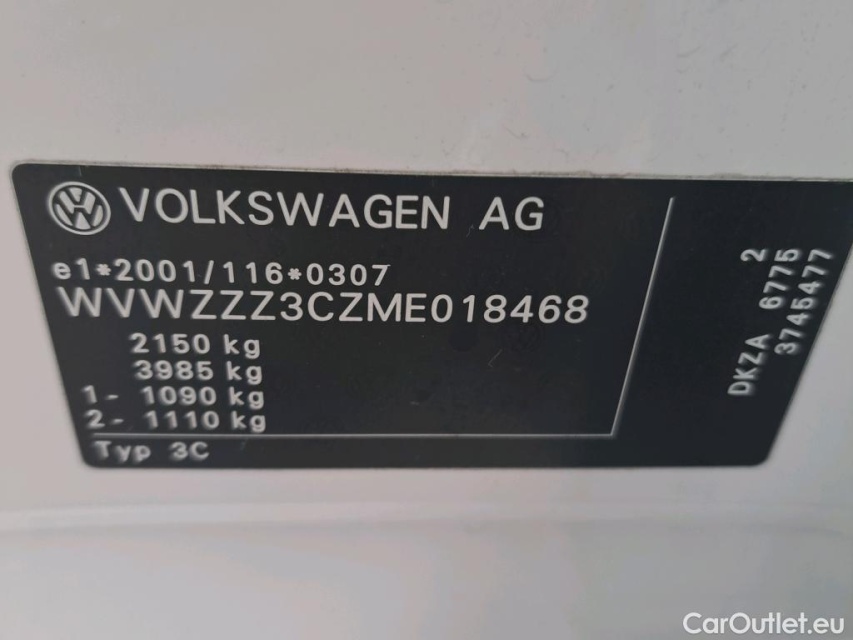 VOLKSWAGEN AG
e1*2001/116*0307
WVWZZZ3CZME018468
2150 kg
3985 kg
1- 1090 kg
2- 1110 kg
Typ 3C
2
DKZA 6775
3745477
CarOutlet.eu